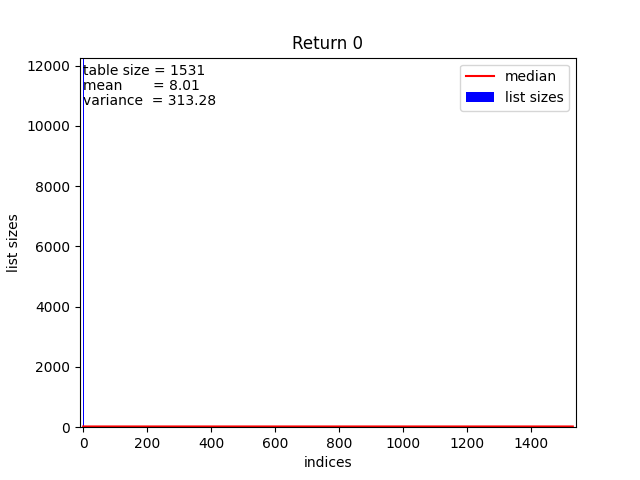 Return 0
table size = 1531
mean       = 8.01
variance  = 313.28
median
list sizes
12000
10000
8000
6000
4000
2000
0
list sizes
0 200 400 600 800 1000 1200 1400
indices